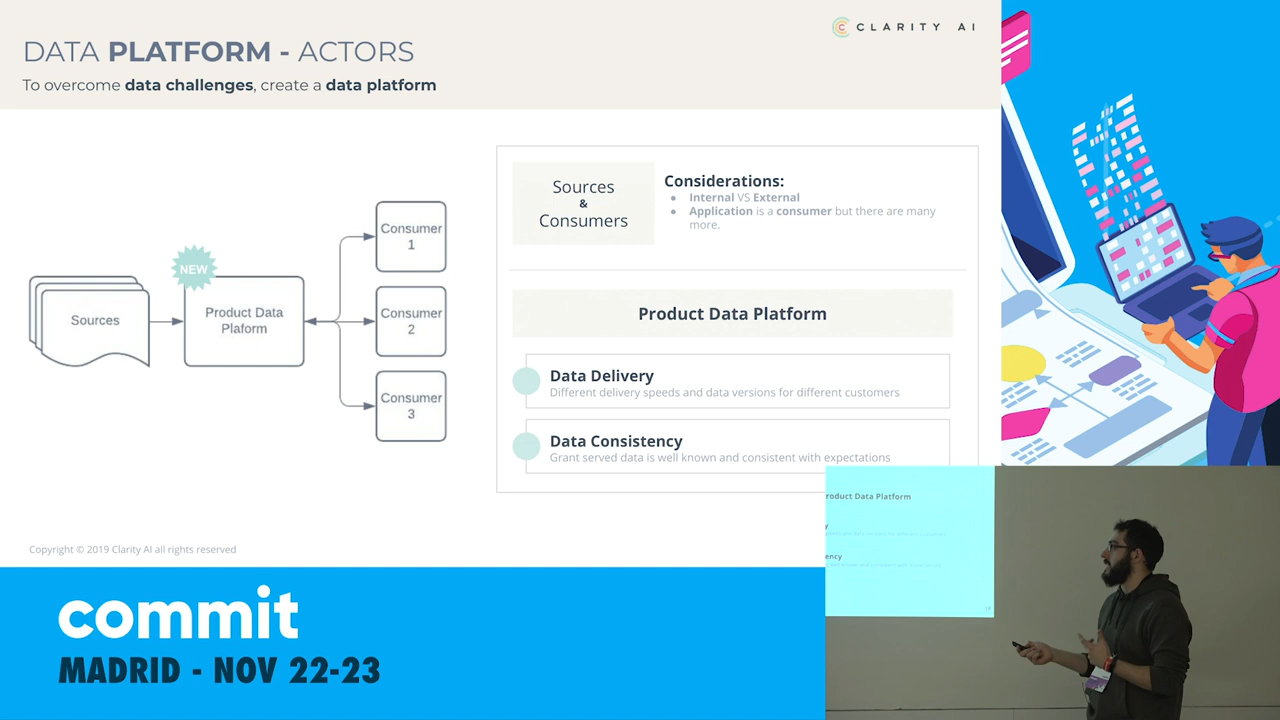 CLARITY AI
DATA PLATFORM - ACTORS
To overcome data challenges, create a data platform
Sources
NEW
Product Data
Plaform
Consumer
1
Consumer
2
Consumer
3
Sources
&
Consumers
Considerations:
● Internal VS External
● Application is a consumer but there are many
more.
Product Data Platform
Data Delivery
Different delivery speeds and data versions for different customers
Data Consistency
Grant served data is well known and consistent with expectations
Copyright © 2019 Clarity AI all rights reserved
commit
MADRID - NOV 22-23
roduct Data Platform
y
ency